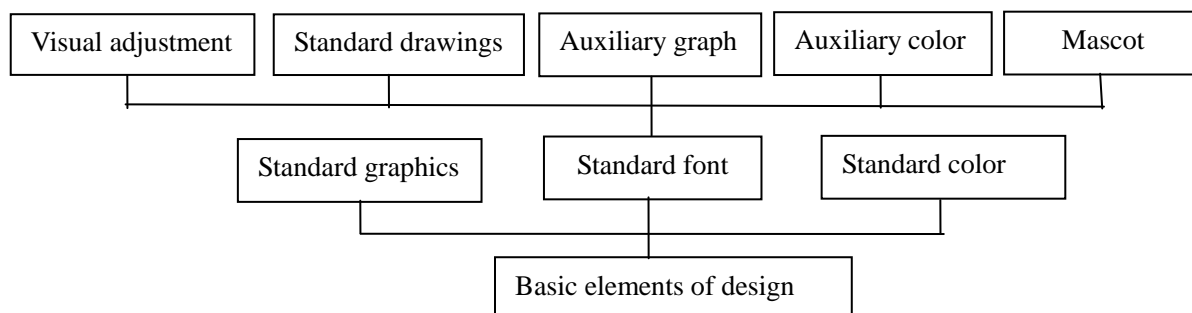 Visual adjustment
Standard drawings
Auxiliary graph
Auxiliary color
Mascot
Standard graphics
Standard font
Standard color
Basic elements of design